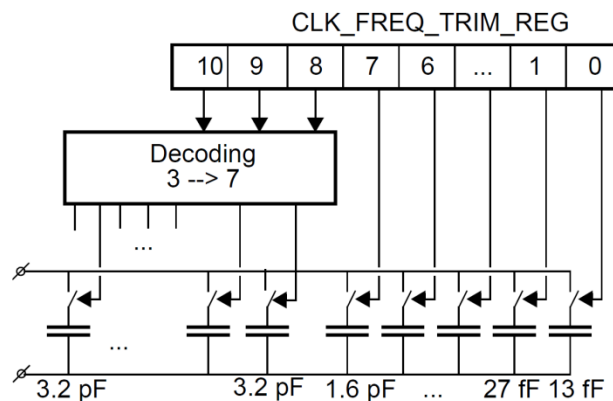 CLK_FREQ_TRIM_REG
10 9 8 7 6 ... 1 0
Decoding
3 --> 7
...
...
3.2 pF 3.2 pF 1.6 pF ... 27 fF 13 fF